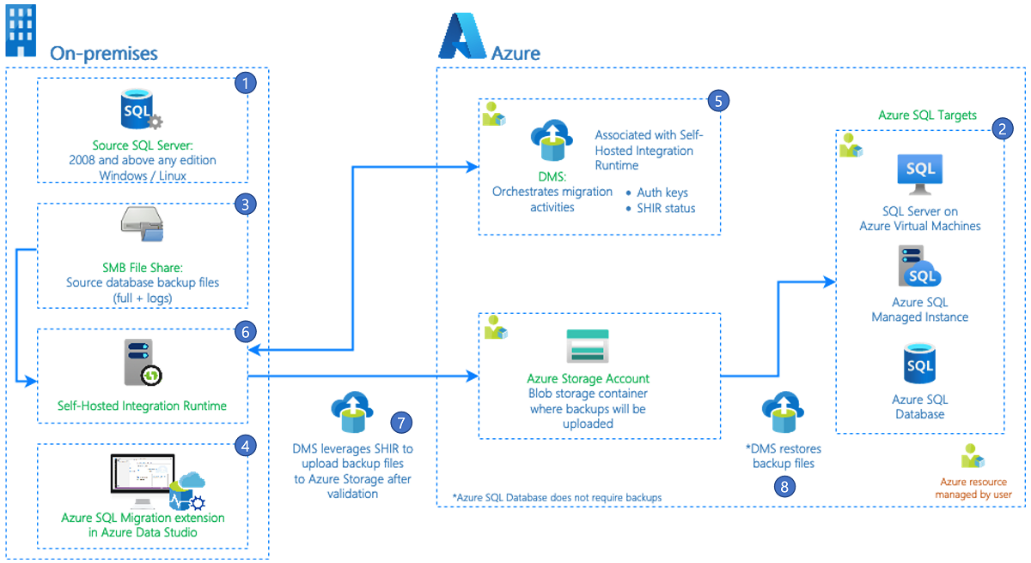 On-premises
1
SQL
Source SQL Server:
2008 and above any edition
Windows / Linux
3
SMB File Share:
Source database backup files
(full + logs)
6
Self-Hosted Integration Runtime
4
Azure SQL Migration extension
in Azure Data Studio
7
DMS leverages SHIR to
upload backup files
to Azure Storage after
validation
Azure
5
Associated with Self-
Hosted Integration
Runtime
• Auth keys
• SHIR status
DMS:
Orchestrates migration
activities
Azure Storage Account
Blob storage container
where backups will be
uploaded
*DMS restores
backup files
8
*Azure SQL Database does not require backups
Azure SQL Targets
2
SQL
SQL Server on
Azure Virtual Machines
SQL
Azure SQL
Managed Instance
SQL
Azure SQL
Database
Azure resource
managed by user